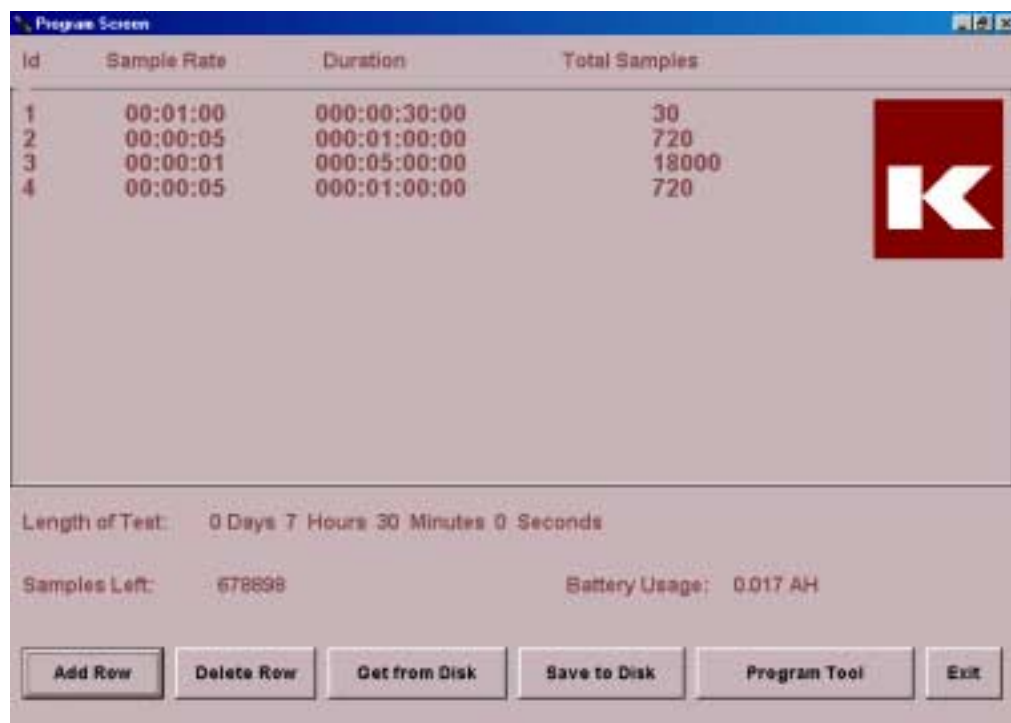 Program Screen
Id Sample Rate Duration Total Samples
1 00:01:00 000:00:30:00 30
2 00:00:05 000:01:00:00 720
3 00:00:01 000:05:00:00 18000
4 00:00:05 000:01:00:00 720
K
Length of Test: 0 Days 7 Hours 30 Minutes 0 Seconds
Samples Left: 678898 Battery Usage: 0.017 AH
Add Row Delete Row Get from Disk Save to Disk Program Tool Exit